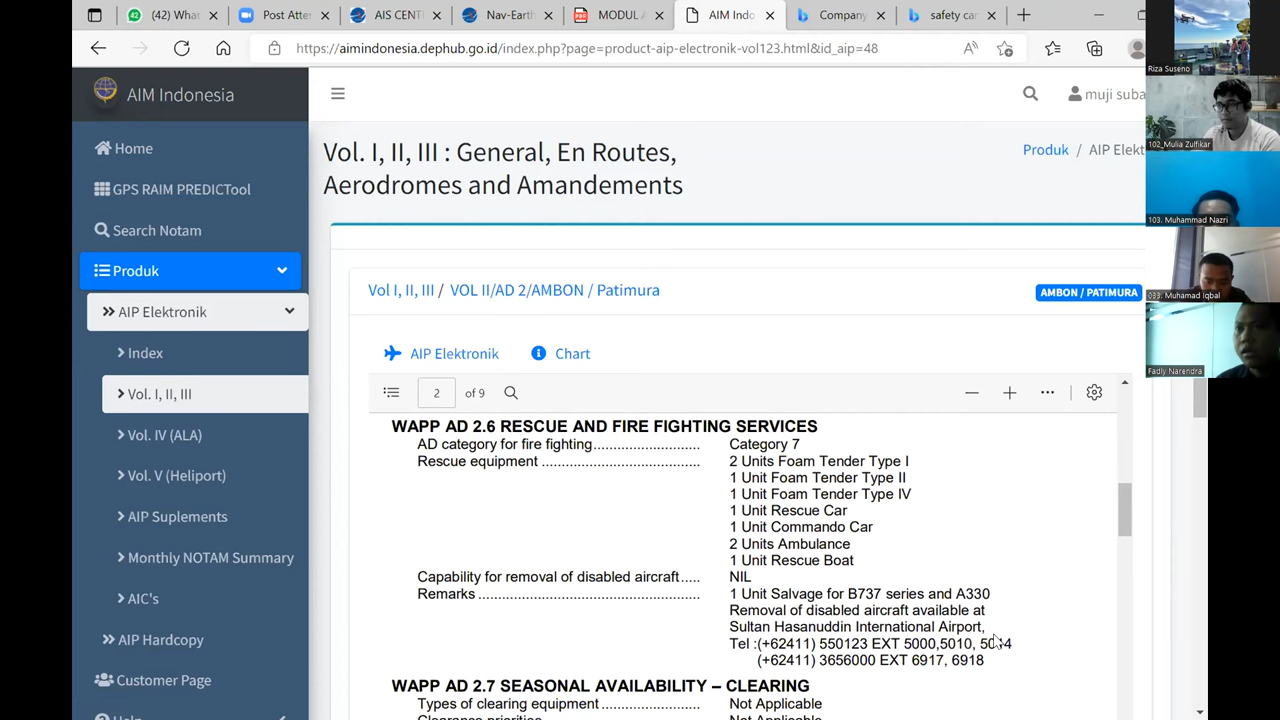 (42) What
Post Atte
AIS CENT
Nav-Earth
MODUL A
AIM Indo
Company
safety car
https://aimindonesia.dephub.go.id/index.php?page=product-aip-electronik-vol123.html&id_aip=48
Riza Suseno
102_Mulia Zulfikar
103. Muhammad Nazri
033. Muhamad Iqbal
Fadly Narendra
AIM Indonesia
muji suba
Home
GPS RAIM PREDICTool
Search Notam
Produk
AIP Elektronik
Index
Vol. I, II, III
Vol. IV (ALA)
Vol. V (Heliport)
AIP Suplements
Monthly NOTAM Summary
AIC's
AIP Hardcopy
Customer Page
Help
Vol. I, II, III : General, En Routes,
Aerodromes and Amandements
Produk / AIP Elekt
Vol I, II, III / VOL II/AD 2/AMBON / Patimura
AMBON / PATIMURA
AIP Elektronik
Chart
2 of 9
WAPP AD 2.6 RESCUE AND FIRE FIGHTING SERVICES
AD category for fire fighting.......................... Category 7
Rescue equipment ....................................... 2 Units Foam Tender Type I
1 Unit Foam Tender Type II
1 Unit Foam Tender Type IV
1 Unit Rescue Car
1 Unit Commando Car
2 Units Ambulance
1 Unit Rescue Boat
Capability for removal of disabled aircraft..... NIL
Remarks ...................................................... 1 Unit Salvage for B737 series and A330
Removal of disabled aircraft available at
Sultan Hasanuddin International Airport,
Tel :(+62411) 550123 EXT 5000,5010,
(+62411) 3656000 EXT 6917, 6918
WAPP AD 2.7 SEASONAL AVAILABILITY – CLEARING
Types of clearing equipment ......................... Not Applicable
Clearance priorities Not Applicable